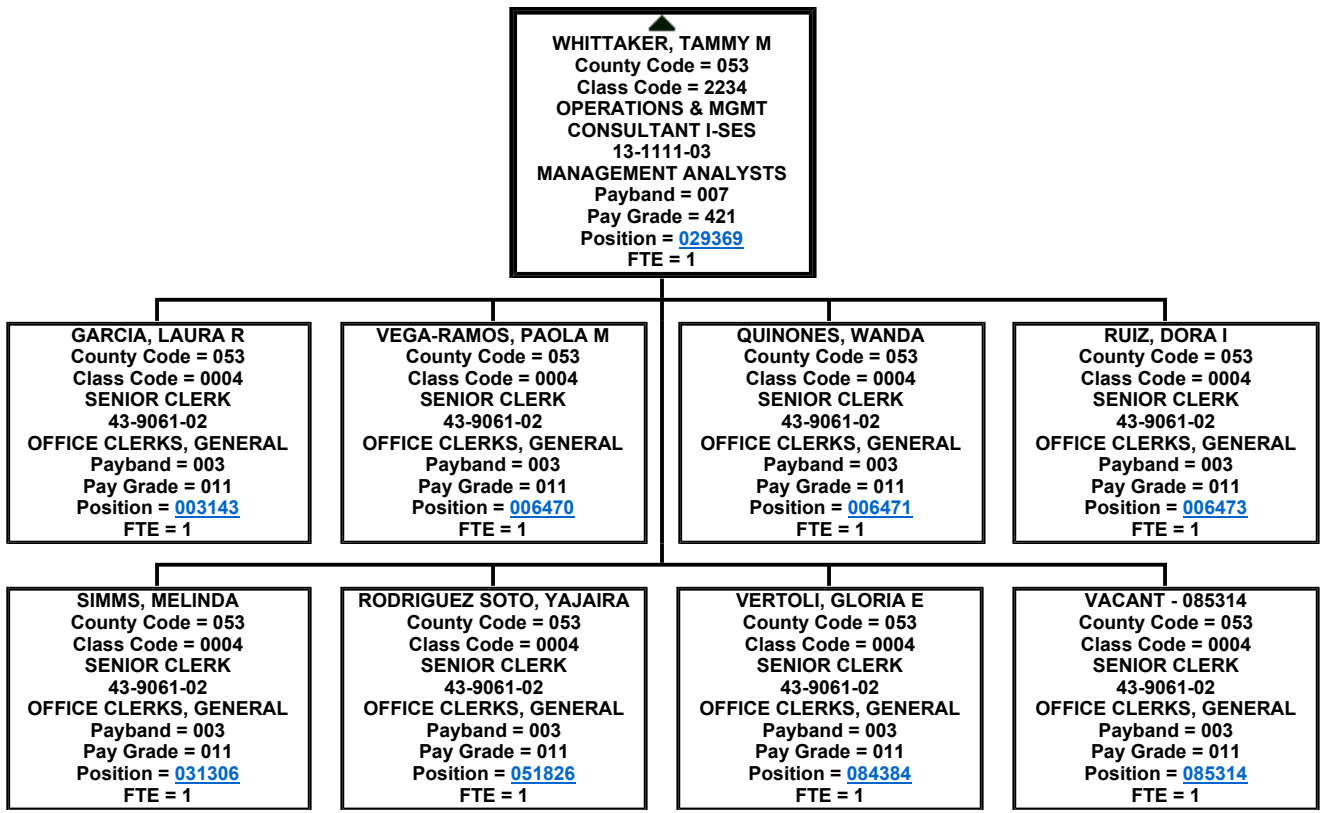 WHITTAKER, TAMMY M
County Code = 053
Class Code = 2234
OPERATIONS & MGMT
CONSULTANT I-SES
13-1111-03
MANAGEMENT ANALYSTS
Payband = 007
Pay Grade = 421
Position = 029369
FTE = 1
GARCIA, LAURA R
County Code = 053
Class Code = 0004
SENIOR CLERK
43-9061-02
OFFICE CLERKS, GENERAL
Payband = 003
Pay Grade = 011
Position = 003143
FTE = 1
VEGA-RAMOS, PAOLA M
County Code = 053
Class Code = 0004
SENIOR CLERK
43-9061-02
OFFICE CLERKS, GENERAL
Payband = 003
Pay Grade = 011
Position = 006470
FTE = 1
QUINONES, WANDA
County Code = 053
Class Code = 0004
SENIOR CLERK
43-9061-02
OFFICE CLERKS, GENERAL
Payband = 003
Pay Grade = 011
Position = 006471
FTE = 1
RUIZ, DORA I
County Code = 053
Class Code = 0004
SENIOR CLERK
43-9061-02
OFFICE CLERKS, GENERAL
Payband = 003
Pay Grade = 011
Position = 006473
FTE = 1
SIMMS, MELINDA
County Code = 053
Class Code = 0004
SENIOR CLERK
43-9061-02
OFFICE CLERKS, GENERAL
Payband = 003
Pay Grade = 011
Position = 031306
FTE = 1
RODRIGUEZ SOTO, YAJAIRA
County Code = 053
Class Code = 0004
SENIOR CLERK
43-9061-02
OFFICE CLERKS, GENERAL
Payband = 003
Pay Grade = 011
Position = 051826
FTE = 1
VERTOLI, GLORIA E
County Code = 053
Class Code = 0004
SENIOR CLERK
43-9061-02
OFFICE CLERKS, GENERAL
Payband = 003
Pay Grade = 011
Position = 084384
FTE = 1
VACANT - 085314
County Code = 053
Class Code = 0004
SENIOR CLERK
43-9061-02
OFFICE CLERKS, GENERAL
Payband = 003
Pay Grade = 011
Position = 085314
FTE = 1